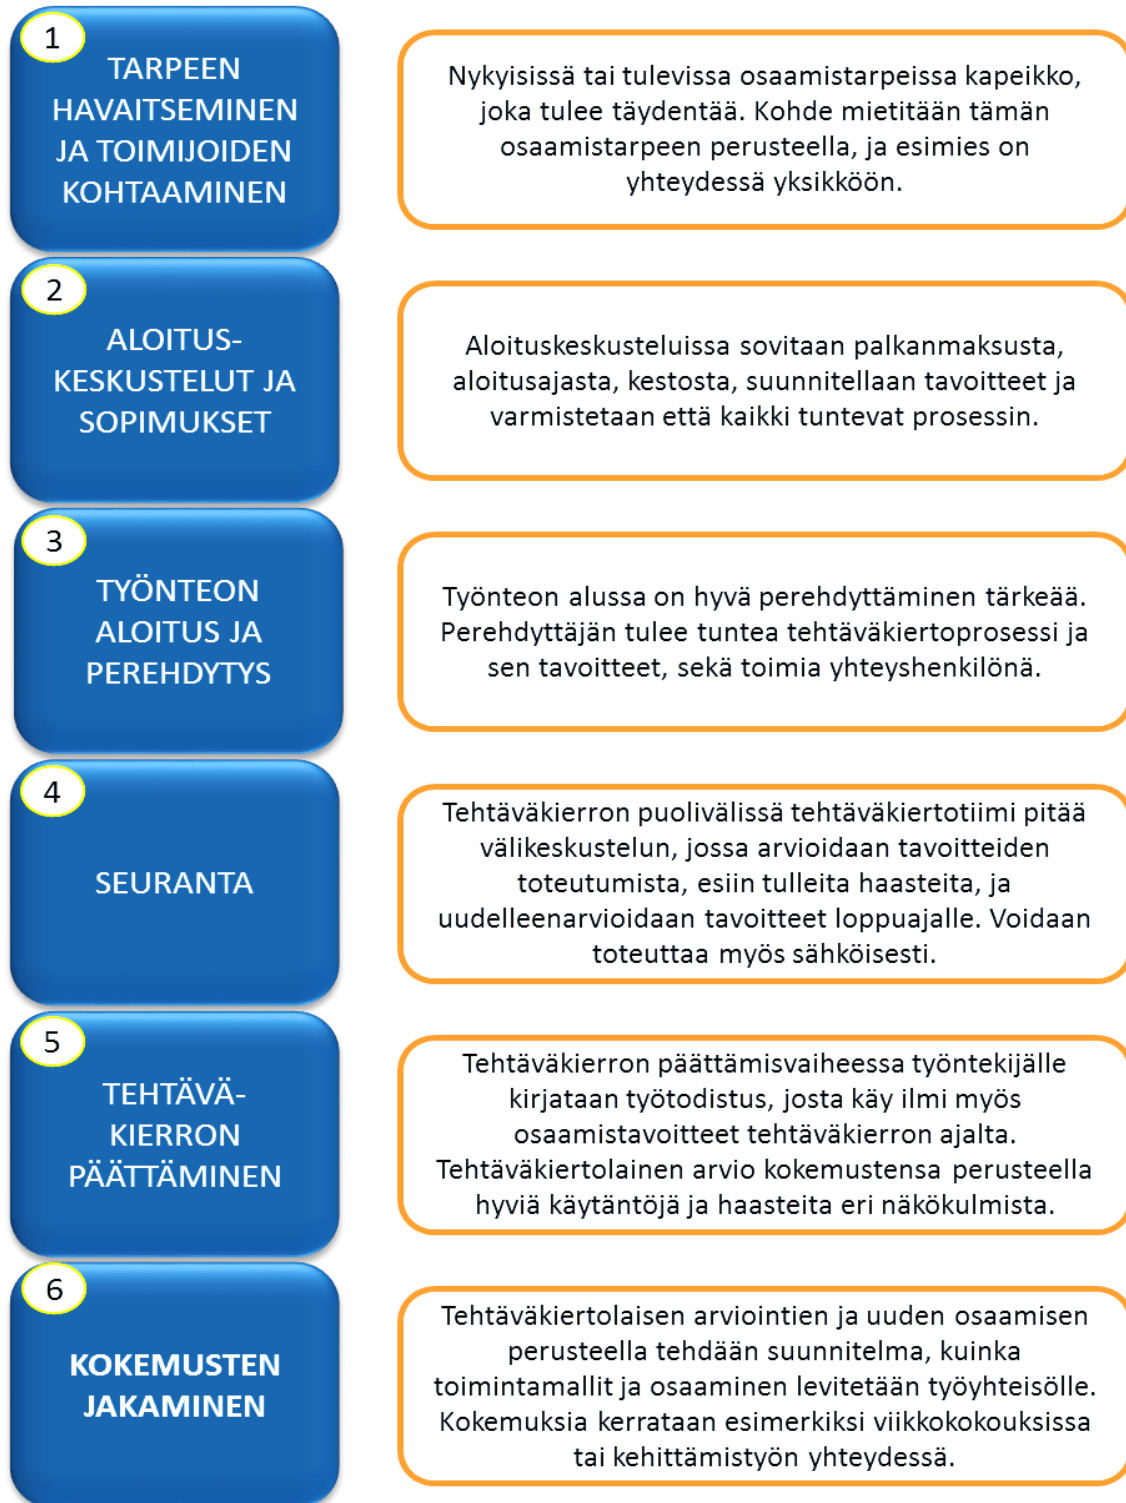 1
TARPEEN
HAVAITSEMINEN
JA TOIMIJOIDEN
KOHTAAMINEN
Nykyisissä tai tulevissa osaamistarpeissa kapeikko,
joka tulee täydentää. Kohde mietitään tämän
osaamistarpeen perusteella, ja esimies on
yhteydessä yksikköön.
2
ALOITUS-
KESKUSTELUT JA
SOPIMUKSET
Aloituskeskusteluissa sovitaan palkanmaksusta,
aloitusajasta, kestosta, suunnitellaan tavoitteet ja
varmistetaan että kaikki tuntevat prosessin.
3
TYÖNTEON
ALOITUS JA
PEREHDYTYS
Työnteon alussa on hyvä perehdyttäminen tärkeää.
Perehdyttäjän tulee tuntea tehtäväkiertoprosessi ja
sen tavoitteet, sekä toimia yhteyshenkilönä.
4
SEURANTA
Tehtäväkierron puolivälissä tehtäväkiertotiimi pitää
välikeskustelun, jossa arvioidaan tavoitteiden
toteutumista, esiin tulleita haasteita, ja
uudelleenarvioidaan tavoitteet loppuajalle. Voidaan
toteuttaa myös sähköisesti.
5
TEHTÄVÄ-
KIERRON
PÄÄTTÄMINEN
Tehtäväkierron päättämisvaiheessa työntekijälle
kirjataan työtodistus, josta käy ilmi myös
osaamistavoitteet tehtäväkierron ajalta.
Tehtäväkiertolainen arvio kokemustensa perusteella
hyviä käytäntöjä ja haasteita eri näkökulmista.
6
KOKEMUSTEN
JAKAMINEN
Tehtäväkiertolaisen arviointien ja uuden osaamisen
perusteella tehdään suunnitelma, kuinka
toimintamallit ja osaaminen levitetään työyhteisölle.
Kokemuksia kerrataan esimerkiksi viikkokokouksissa
tai kehittämistyön yhteydessä.